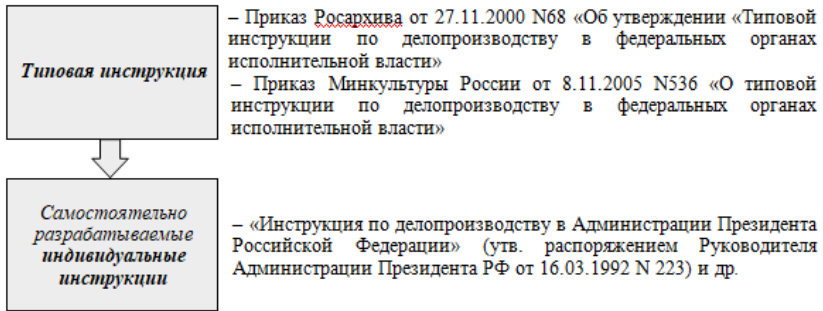 Типовая инструкция
– Приказ Росархива от 27.11.2000 N68 «Об утверждении «Типовой
инструкции по делопроизводству в федеральных органах
исполнительной власти»
– Приказ Минкультуры России от 8.11.2005 N536 «О типовой
инструкции по делопроизводству в федеральных органах
исполнительной власти»
Самостоятельно
разрабатываемые
индивидуальные
инструкции
– «Инструкция по делопроизводству в Администрации Президента
Российской Федерации» (утв. распоряжением Руководителя
Администрации Президента РФ от 16.03.1992 N 223) и др.